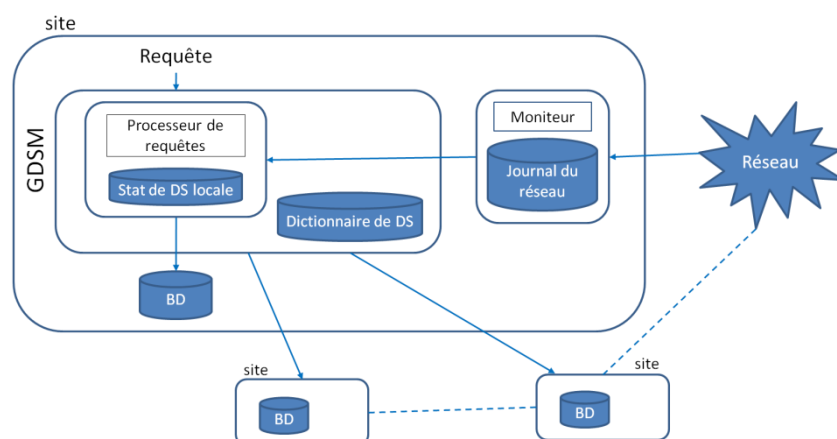 site
Requête
GDSM
Processeur de
requêtes
Stat de DS locale
Dictionnaire de DS
Moniteur
Journal du
réseau
Réseau
BD
site
BD
site
BD